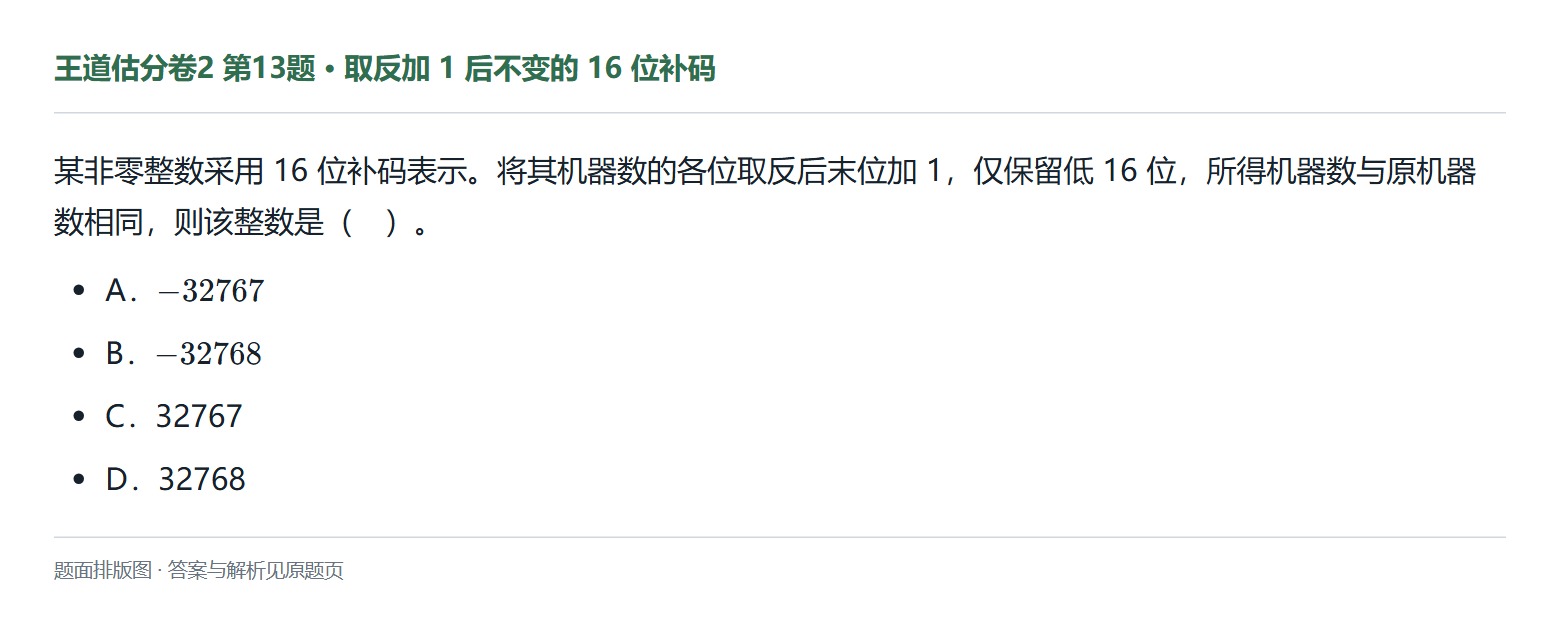 王道估分卷2 第13题 • 取反加 1 后不变的 16 位补码
某非零整数采用 16 位补码表示。将其机器数的各位取反后末位加 1，仅保留低 16 位，所得机器数与原机器
数相同，则该整数是（　）。
• A．−32767
• B．−32768
• C．32767
• D．32768
题面排版图 · 答案与解析见原题页